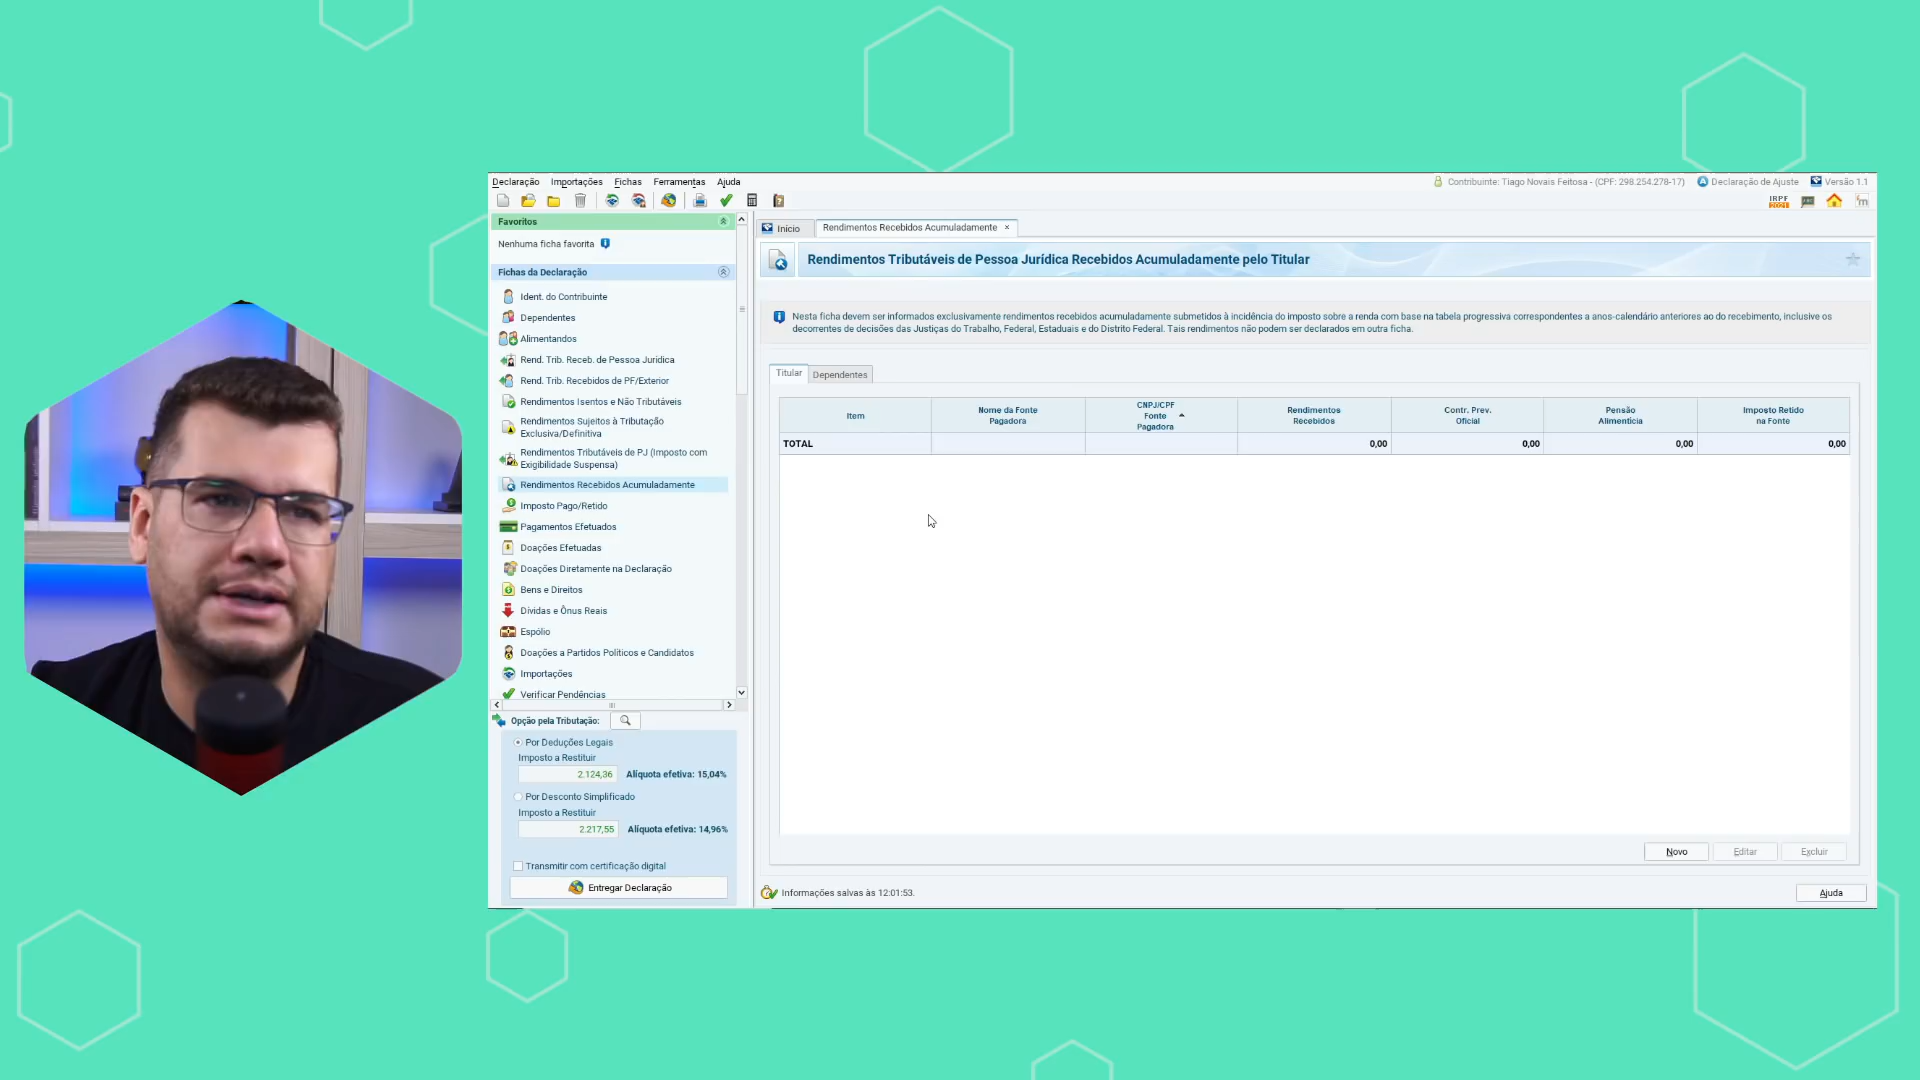 Declaração Importações Fichas Ferramentas Ajuda
Contribuinte: Tiago Novais Feitosa - (CPF: 298.254.278-17) Declaração de Ajuste Versão 1.1
IRPF
2021
Favoritos
Nenhuma ficha favorita
Fichas da Declaração
Ident. do Contribuinte
Dependentes
Alimentandos
Rend. Trib. Receb. de Pessoa Jurídica
Rend. Trib. Recebidos de PF/Exterior
Rendimentos Isentos e Não Tributáveis
Rendimentos Sujeitos à Tributação
Exclusiva/Definitiva
Rendimentos Tributáveis de PJ (Imposto com
Exigibilidade Suspensa)
Rendimentos Recebidos Acumuladamente
Imposto Pago/Retido
Pagamentos Efetuados
Doações Efetuadas
Doações Diretamente na Declaração
Bens e Direitos
Dívidas e Ônus Reais
Espólio
Doações a Partidos Políticos e Candidatos
Importações
Verificar Pendências
Opção pela Tributação:
Por Deduções Legais
Imposto a Restituir
2.124,36 Alíquota efetiva: 15,04%
Por Desconto Simplificado
Imposto a Restituir
2.217,55 Alíquota efetiva: 14,96%
Transmitir com certificação digital
Entregar Declaração
Início Rendimentos Recebidos Acumuladamente ×
Rendimentos Tributáveis de Pessoa Jurídica Recebidos Acumuladamente pelo Titular
Nesta ficha devem ser informados exclusivamente rendimentos recebidos acumuladamente submetidos à incidência do imposto sobre a renda com base na tabela progressiva correspondentes a anos-calendário anteriores ao do recebimento, inclusive os
decorrentes de decisões das Justiças do Trabalho, Federal, Estaduais e do Distrito Federal. Tais rendimentos não podem ser declarados em outra ficha.
Titular Dependentes
Item
Nome da Fonte
Pagadora
CNPJ/CPF
Fonte
Pagadora
Rendimentos
Recebidos
Contr. Prev.
Oficial
Pensão
Alimentícia
Imposto Retido
na Fonte
TOTAL 0,00 0,00 0,00 0,00
Novo Editar Excluir
Informações salvas às 12:01:53.
Ajuda